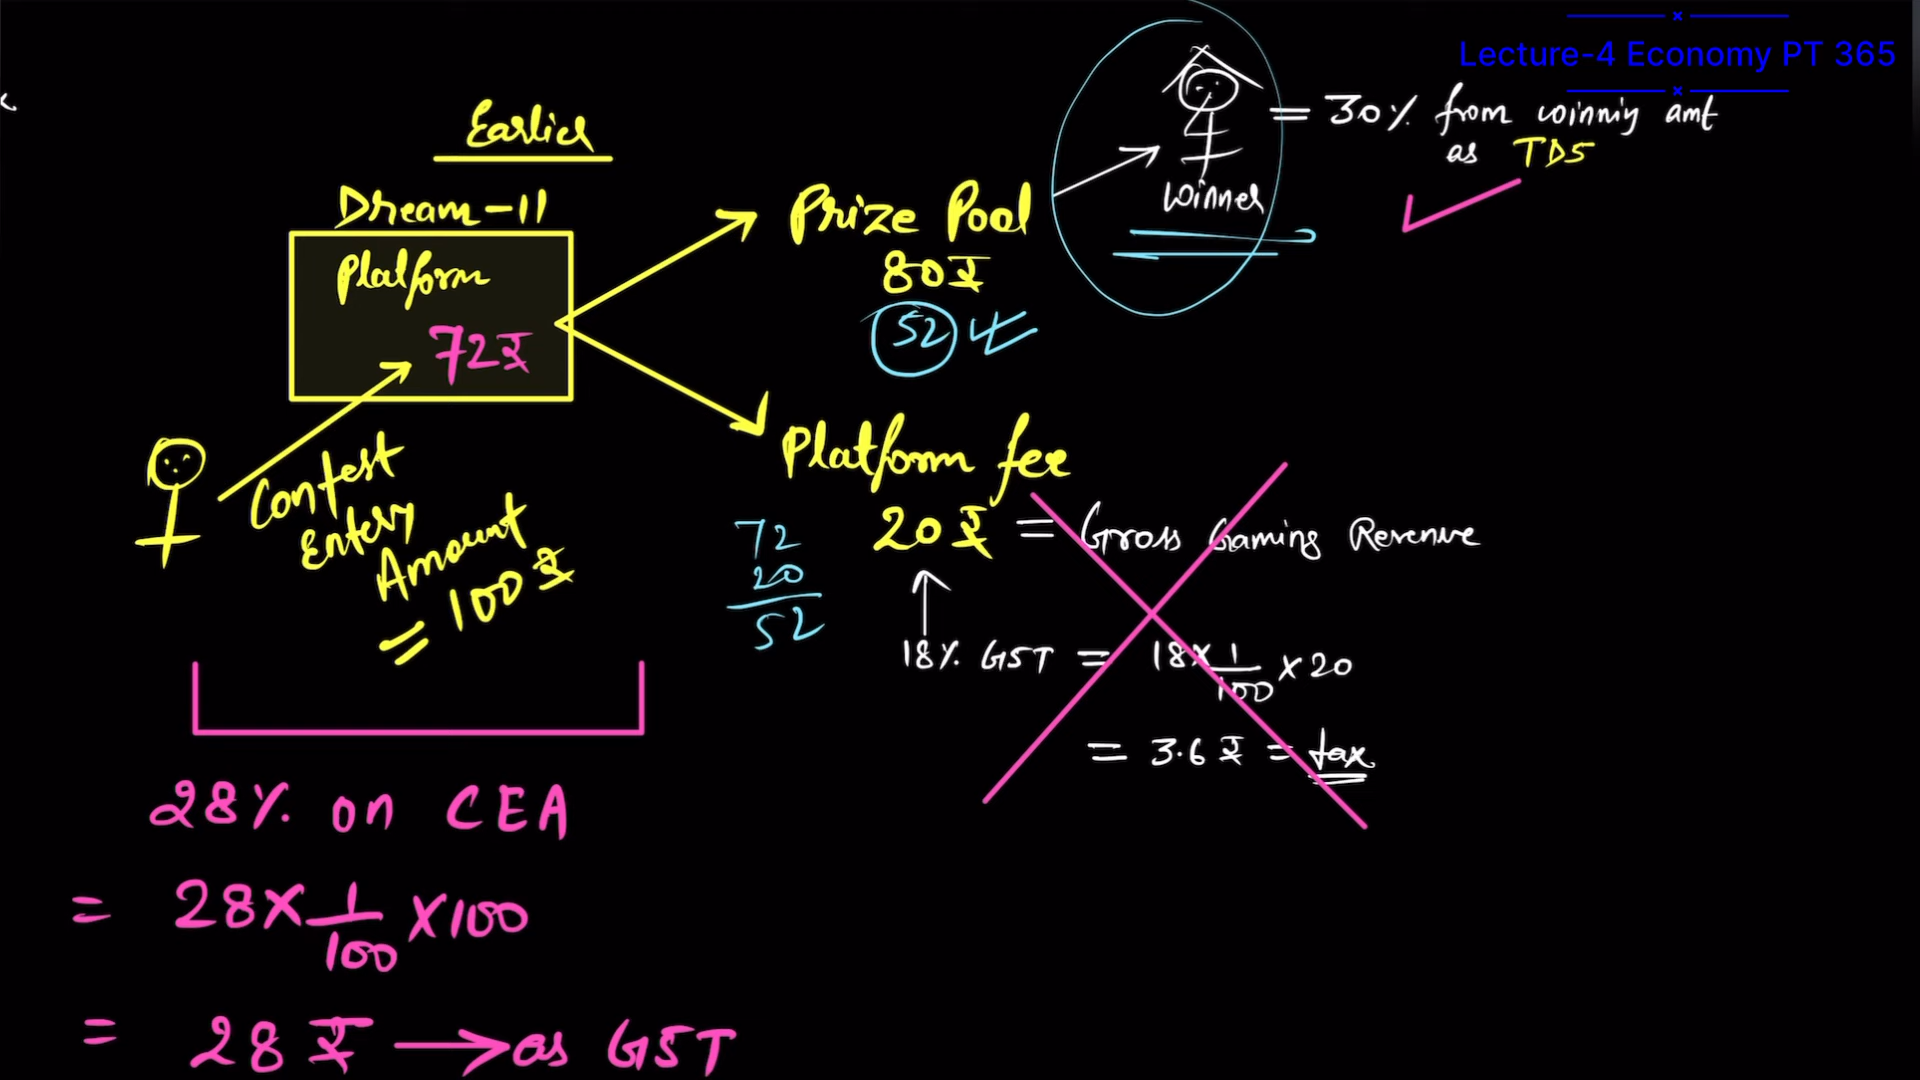 Lecture-4 Economy PT 365
Earlier
Dream-11
Platform
72₹
Contest
Entry
Amount
= 100₹
Prize Pool
80₹
52
Winner
= 30% from winning amt
as TDS
Platform fee
20₹ = Gross Gaming Revenue
72
20
52
18% GST = 18 × 1/100 × 20
= 3.6₹ = tax
28% on CEA
= 28 × 1/100 × 100
= 28₹ → as GST